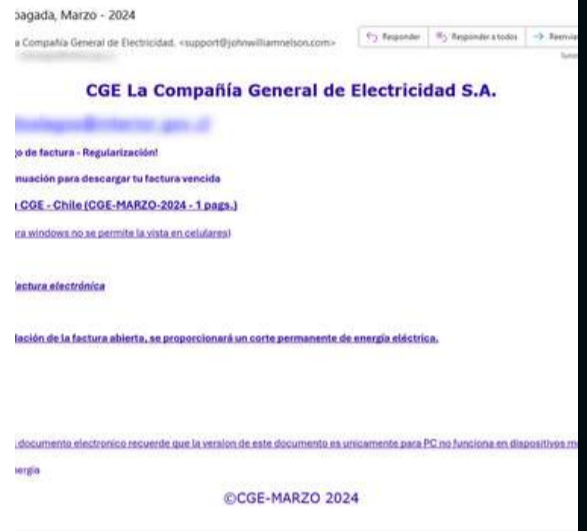 pagada, Marzo - 2024
a Compañía General de Electricidad. <support@johnwilliamnelson.com>
Responder Responder a todos Reenvia
CGE La Compañía General de Electricidad S.A.
go de factura - Regularización!
nuación para descargar tu factura vencida
CGE - Chile (CGE-MARZO-2024 - 1 pags.)
ra windows no se permite la vista en celulares)
factura electrónica
lación de la factura abierta, se proporcionará un corte permanente de energía eléctrica.
documento electronico recuerde que la version de este documento es unicamente para PC no funciona en dispositivos m
nergía
©CGE-MARZO 2024